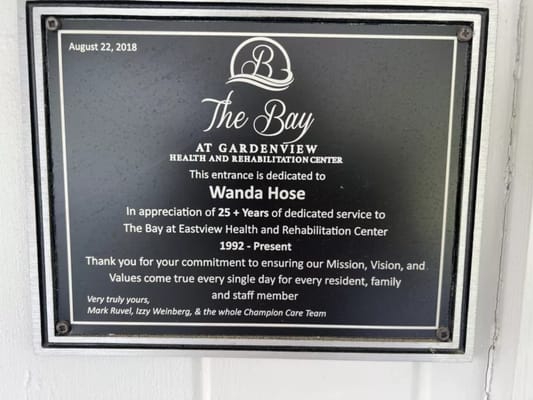 August 22, 2018
B
The Bay
AT GARDENVIEW
HEALTH AND REHABILITATION CENTER
This entrance is dedicated to
Wanda Hose
In appreciation of 25 + Years of dedicated service to
The Bay at Eastview Health and Rehabilitation Center
1992 - Present
Thank you for your commitment to ensuring our Mission, Vision, and
Values come true every single day for every resident, family
and staff member
Very truly yours,
Mark Ruvel, Izzy Weinberg, & the whole Champion Care Team